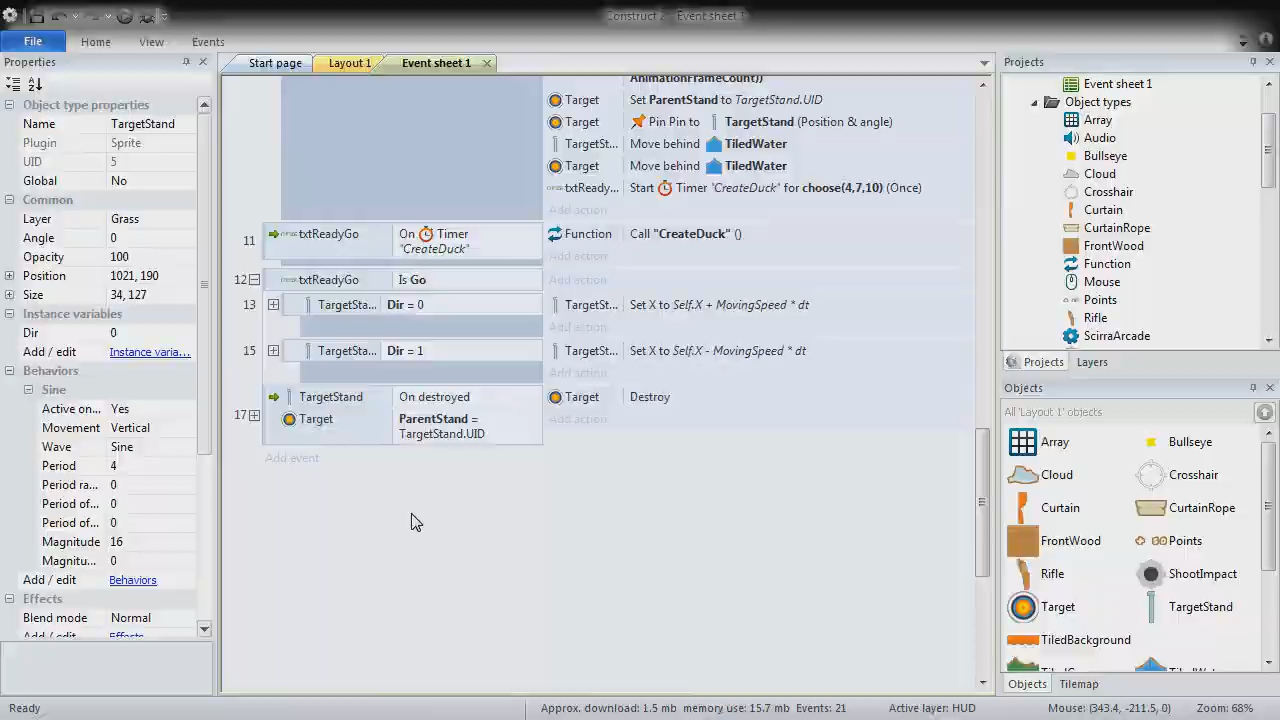 Construct 2 Event sheet 1
File Home View Events
Properties
Object type properties
Name TargetStand
Plugin Sprite
UID 5
Global No
Common
Layer Grass
Angle 0
Opacity 100
Position 1021, 190
Size 34, 127
Instance variables
Dir 0
Add / edit Instance varia...
Behaviors
Sine
Active on... Yes
Movement Vertical
Wave Sine
Period 4
Period ra... 0
Period of... 0
Period of... 0
Magnitude 16
Magnitu... 0
Add / edit Behaviors
Effects
Blend mode Normal
Add / edit Effects
Start page Layout 1 Event sheet 1
AnimationFrameCount))
Target Set ParentStand to TargetStand.UID
Target Pin Pin to TargetStand (Position & angle)
TargetSt... Move behind TiledWater
Target Move behind TiledWater
txtReady... Start Timer "CreateDuck" for choose(4,7,10) (Once)
Add action
11 txtReadyGo On Timer "CreateDuck" Function Call "CreateDuck" ()
Add action
12 txtReadyGo Is Go Add action
13 TargetSta... Dir = 0 TargetSt... Set X to Self.X + MovingSpeed * dt
Add action
15 TargetSta... Dir = 1 TargetSt... Set X to Self.X - MovingSpeed * dt
Add action
TargetStand On destroyed Target Destroy
17 Target ParentStand = TargetStand.UID Add action
Add event
Projects
Event sheet 1
Object types
Array
Audio
Bullseye
Cloud
Crosshair
Curtain
CurtainRope
FrontWood
Function
Mouse
Points
Rifle
ScirraArcade
Projects Layers
Objects
All 'Layout 1' objects
Array Bullseye
Cloud Crosshair
Curtain CurtainRope
FrontWood Points
Rifle ShootImpact
Target TargetStand
TiledBackground
Objects Tilemap
Ready Approx. download: 1.5 mb memory use: 15.7 mb Events: 21 Active layer: HUD Mouse: (343.4, -211.5, 0) Zoom: 68%